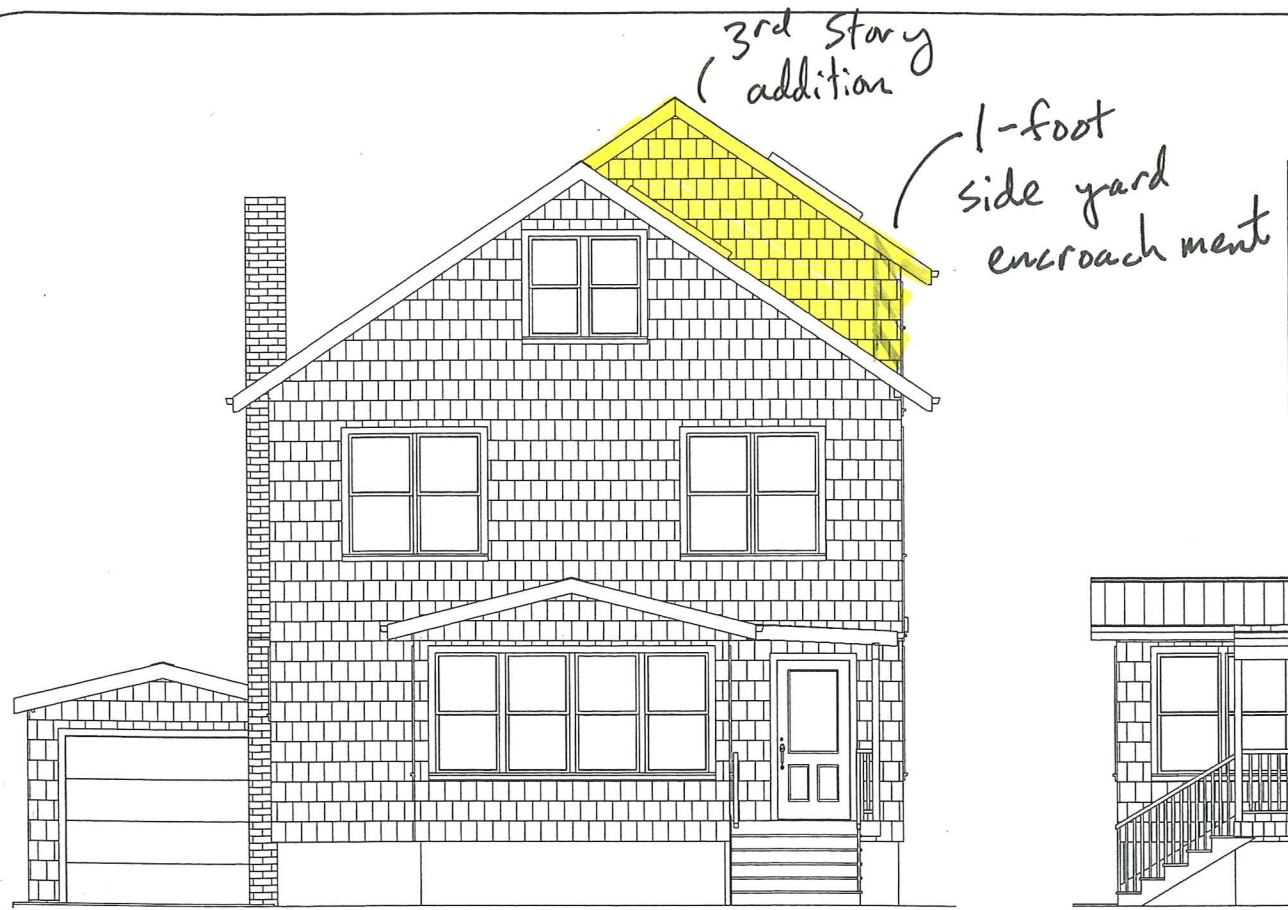 3rd Story
addition
1-foot
side yard
encroachment